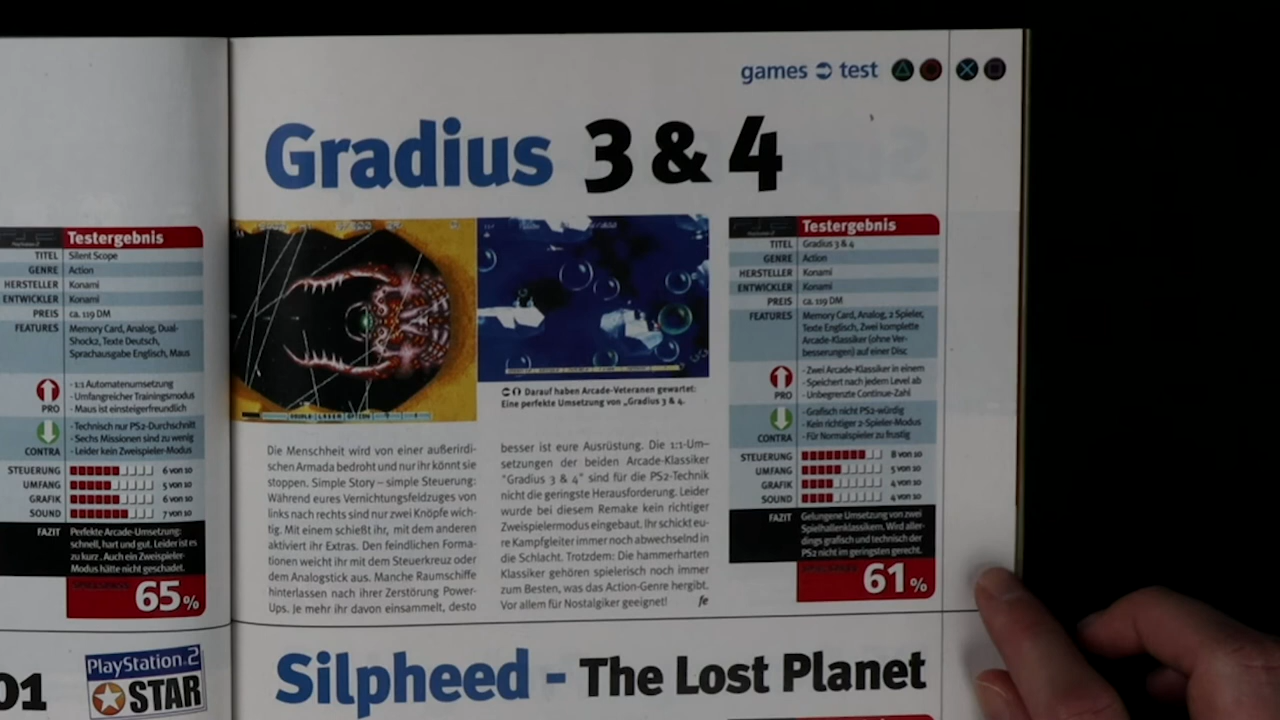 games test
Gradius 3 & 4
Testergebnis
TITEL Silent Scope
GENRE Action
HERSTELLER Konami
ENTWICKLER Konami
PREIS ca. 119 DM
FEATURES Memory Card, Analog, Dual-
Shock2, Texte Deutsch,
Sprachausgabe Englisch, Maus
PRO - 1:1 Automatenumsetzung
- Umfangreicher Trainingsmodus
- Maus ist einsteigerfreundlich
CONTRA - Technisch nur PS2-Durchschnitt
- Sechs Missionen sind zu wenig
- Leider kein Zweispieler-Modus
STEUERUNG 6 von 10
UMFANG 5 von 10
GRAFIK 6 von 10
SOUND 7 von 10
FAZIT Perfekte Arcade-Umsetzung:
schnell, hart und gut. Leider ist es
zu kurz. Auch ein Zweispieler-
Modus hätte nicht geschadet.
65%
01
PlayStation 2
STAR
Darauf haben Arcade-Veteranen gewartet:
Eine perfekte Umsetzung von „Gradius 3 & 4.
Die Menschheit wird von einer außerirdi-
schen Armada bedroht und nur ihr könnt sie
stoppen. Simple Story – simple Steuerung:
Während eures Vernichtungsfeldzuges von
links nach rechts sind nur zwei Knöpfe wich-
tig. Mit einem schießt ihr, mit dem anderen
aktiviert ihr Extras. Den feindlichen Forma-
tionen weicht ihr mit dem Steuerkreuz oder
dem Analogstick aus. Manche Raumschiffe
hinterlassen nach ihrer Zerstörung Power-
Ups. Je mehr ihr davon einsammelt, desto
besser ist eure Ausrüstung. Die 1:1-Um-
setzungen der beiden Arcade-Klassiker
"Gradius 3 & 4" sind für die PS2-Technik
nicht die geringste Herausforderung. Leider
wurde bei diesem Remake kein richtiger
Zweispielermodus eingebaut. Ihr schickt eu-
re Kampfgleiter immer noch abwechselnd in
die Schlacht. Trotzdem: Die hammerharten
Klassiker gehören spielerisch noch immer
zum Besten, was das Action-Genre hergibt.
Vor allem für Nostalgiker geeignet! fe
Testergebnis
TITEL Gradius 3 & 4
GENRE Action
HERSTELLER Konami
ENTWICKLER Konami
PREIS ca. 119 DM
FEATURES Memory Card, Analog, 2 Spieler,
Texte Englisch, Zwei komplette
Arcade-Klassiker (ohne Ver-
besserungen) auf einer Disc
PRO - Zwei Arcade-Klassiker in einem
- Speichert nach jedem Level ab
- Unbegrenzte Continue-Zahl
CONTRA - Grafisch nicht PS2-würdig
- Kein richtiger 2-Spieler-Modus
- Für Normalspieler zu frustig
STEUERUNG 8 von 10
UMFANG 5 von 10
GRAFIK 4 von 10
SOUND 4 von 10
FAZIT Gelungene Umsetzung von zwei
Spielhallenklassikern. Wird aller-
dings grafisch und technisch der
PS2 nicht im geringsten gerecht.
61%
Silpheed - The Lost Planet